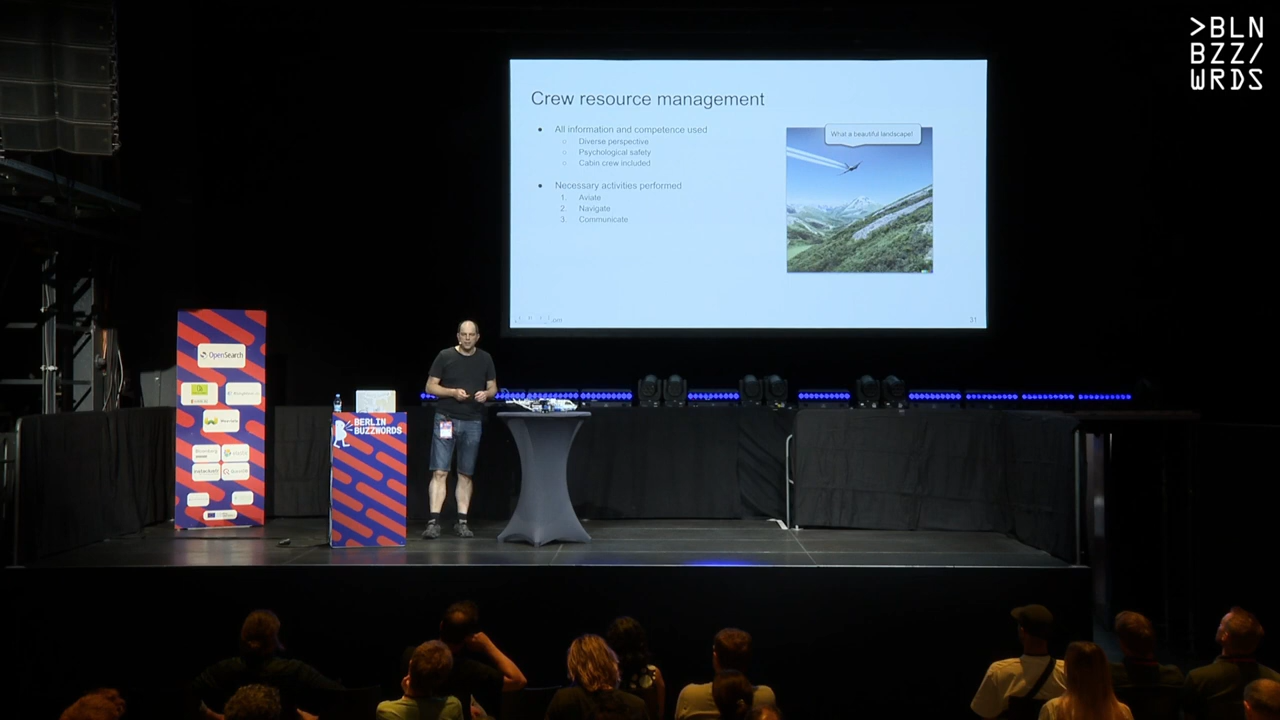 >BLN
BZZ/
WRDS
Crew resource management
● All information and competence used
○ Diverse perspective
○ Psychological safety
○ Cabin crew included
● Necessary activities performed
1. Aviate
2. Navigate
3. Communicate
What a beautiful landscape!
31
OpenSearch
BERLIN
BUZZWORDS